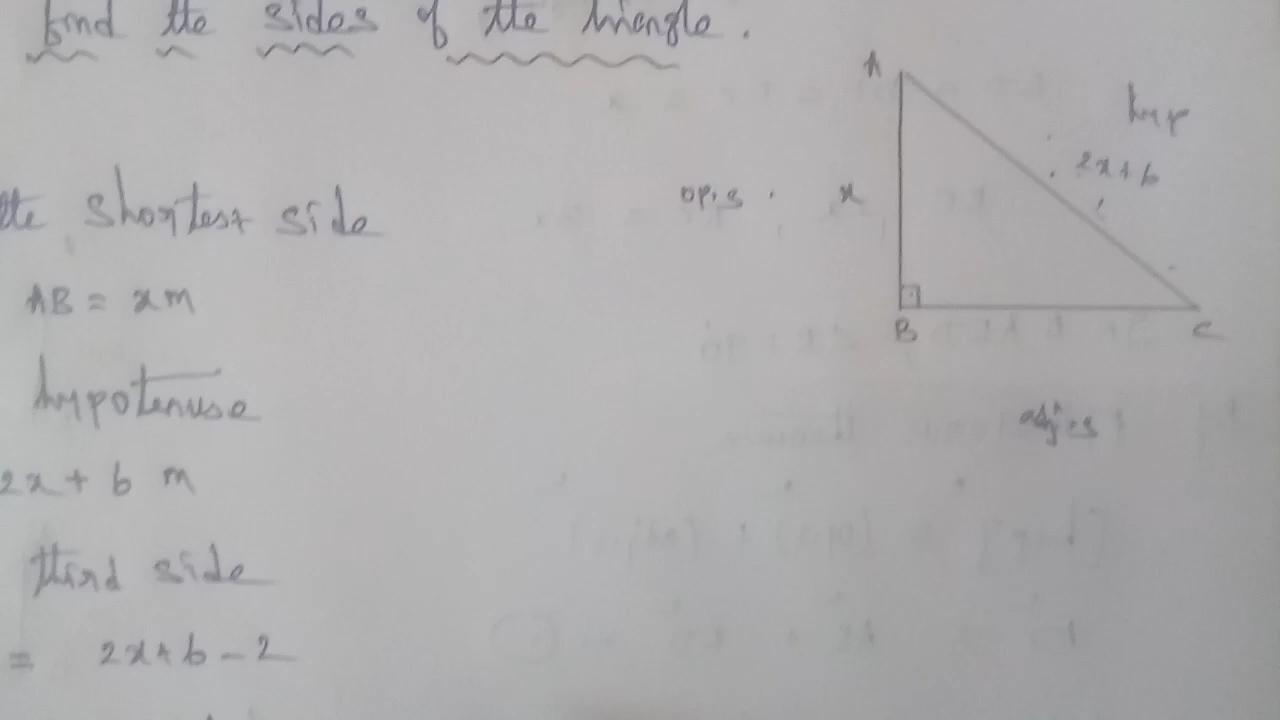 find the sides of the triangle.
A
hyp
2x+6
the shortest side
op.s
x
AB = xm
B
C
hypotenuse
adj.s
2x+6 m
third side
= 2x+6-2